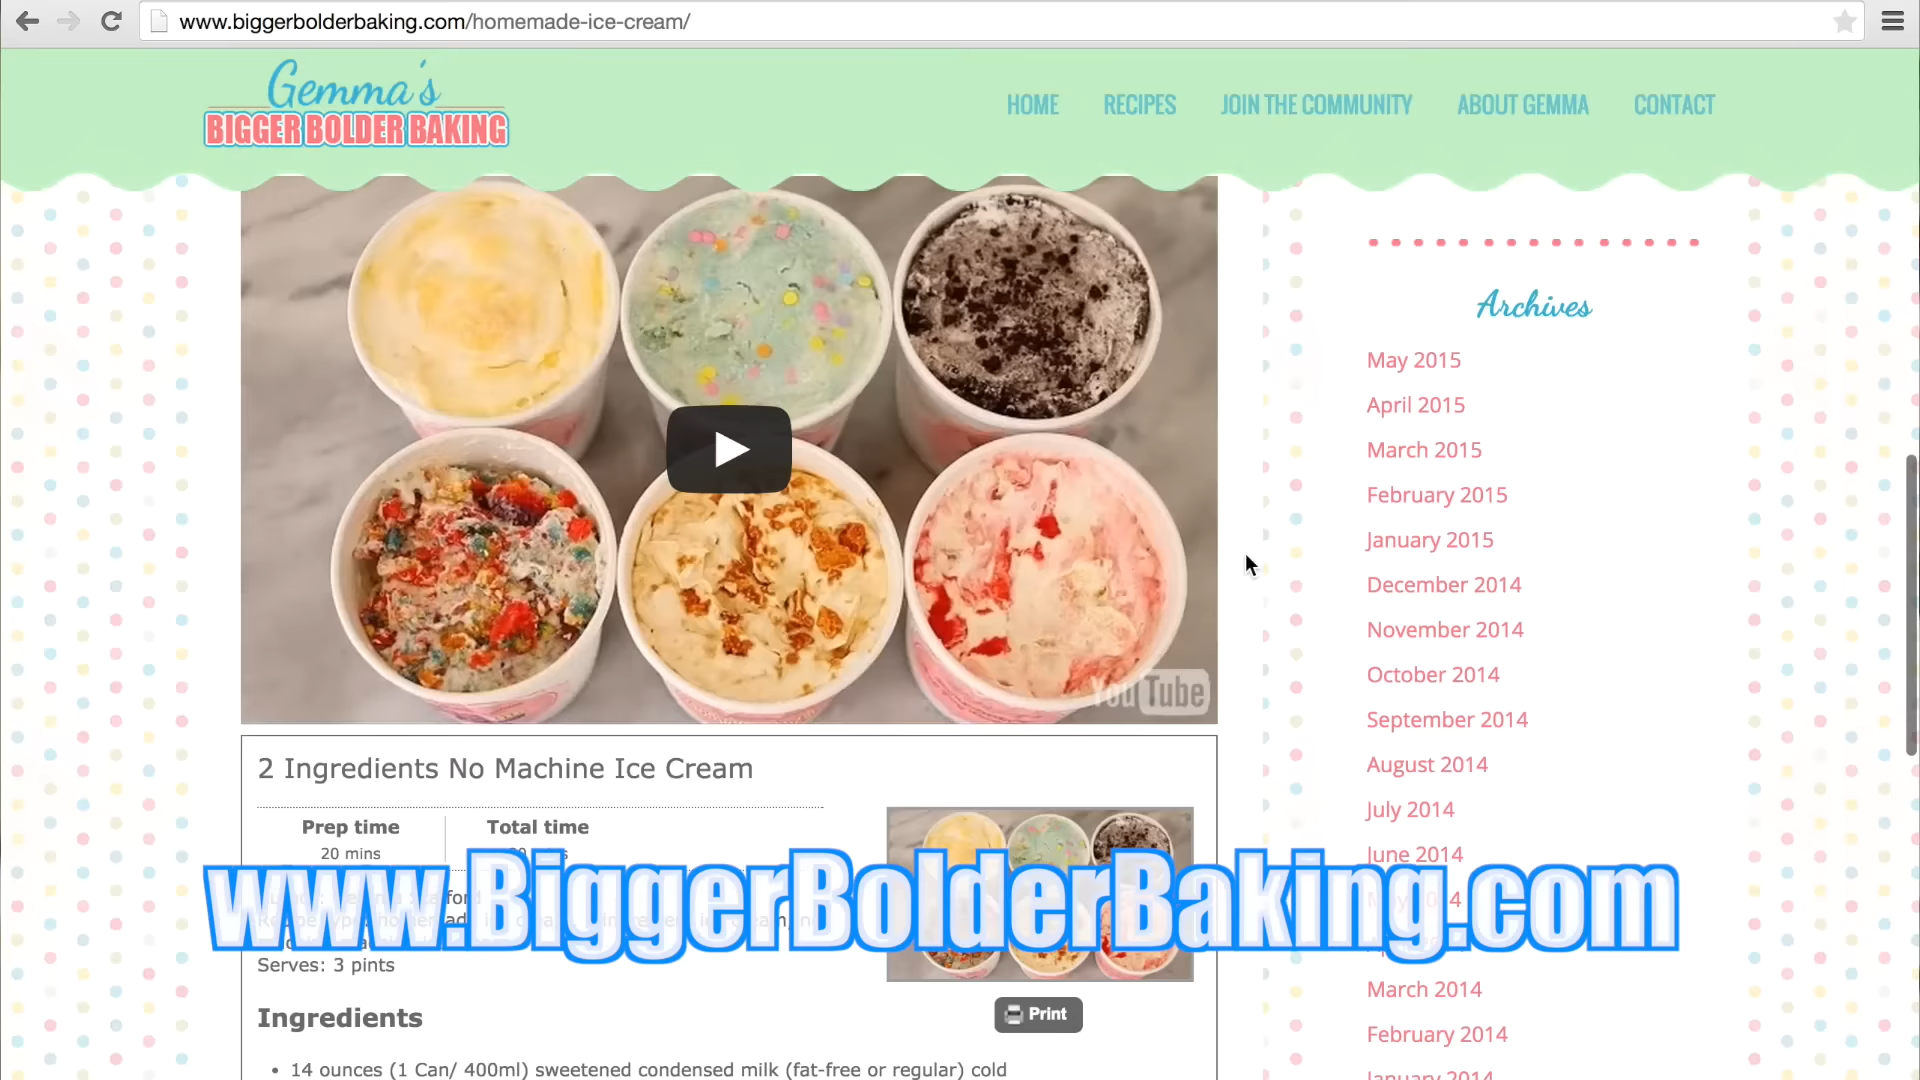 www.biggerbolderbaking.com/homemade-ice-cream/
Gemma's
BIGGER BOLDER BAKING
HOME RECIPES JOIN THE COMMUNITY ABOUT GEMMA CONTACT
YouTube
2 Ingredients No Machine Ice Cream
Prep time Total time
20 mins
www.BiggerBolderBaking.com
Serves: 3 pints
Print
Ingredients
• 14 ounces (1 Can/ 400ml) sweetened condensed milk (fat-free or regular) cold
Archives
May 2015
April 2015
March 2015
February 2015
January 2015
December 2014
November 2014
October 2014
September 2014
August 2014
July 2014
June 2014
March 2014
February 2014
January 2014